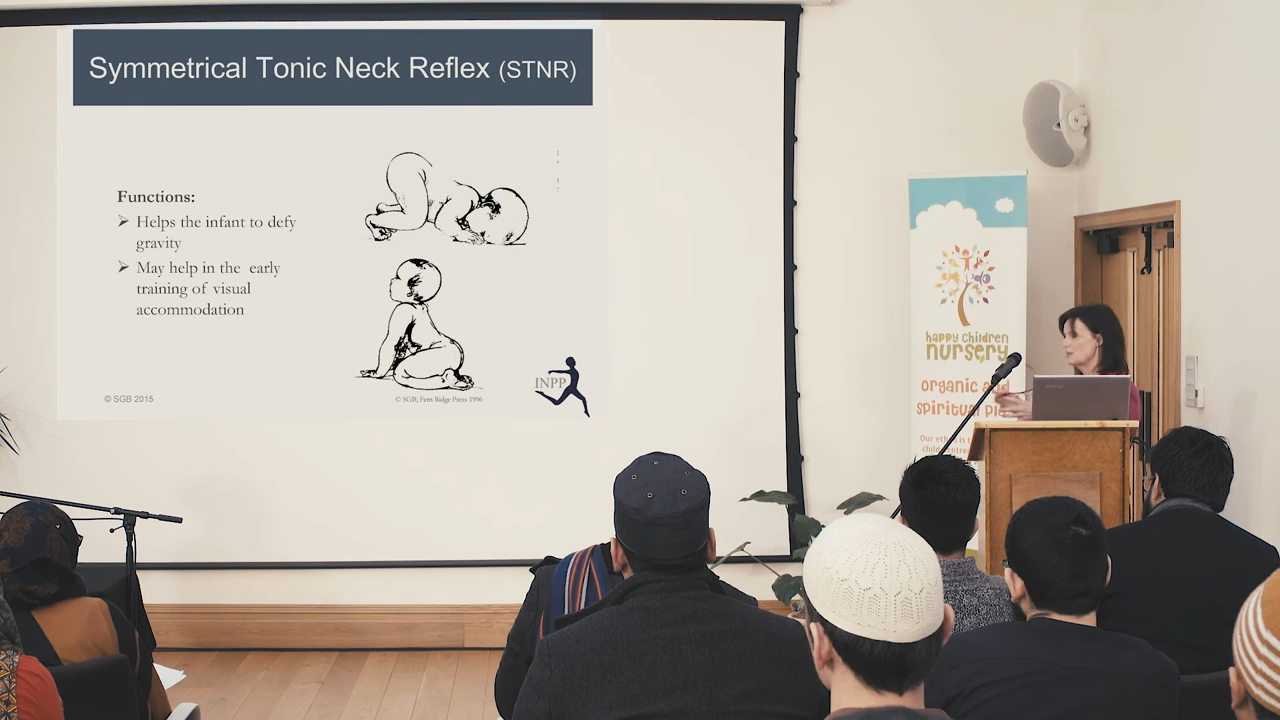 Symmetrical Tonic Neck Reflex (STNR)
Functions:
➢ Helps the infant to defy
gravity
➢ May help in the early
training of visual
accommodation
© SGB 2015
© SGB, Fern Ridge Press 1996
INPP
happy children
nursery
organic and
spiritual
Our